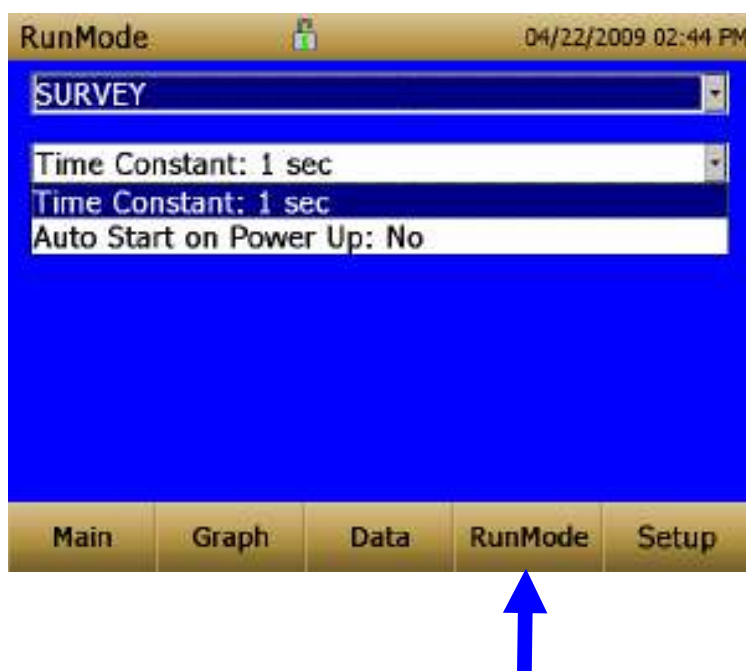 RunMode 04/22/2009 02:44 PM
SURVEY
Time Constant: 1 sec
Time Constant: 1 sec
Auto Start on Power Up: No
Main Graph Data RunMode Setup